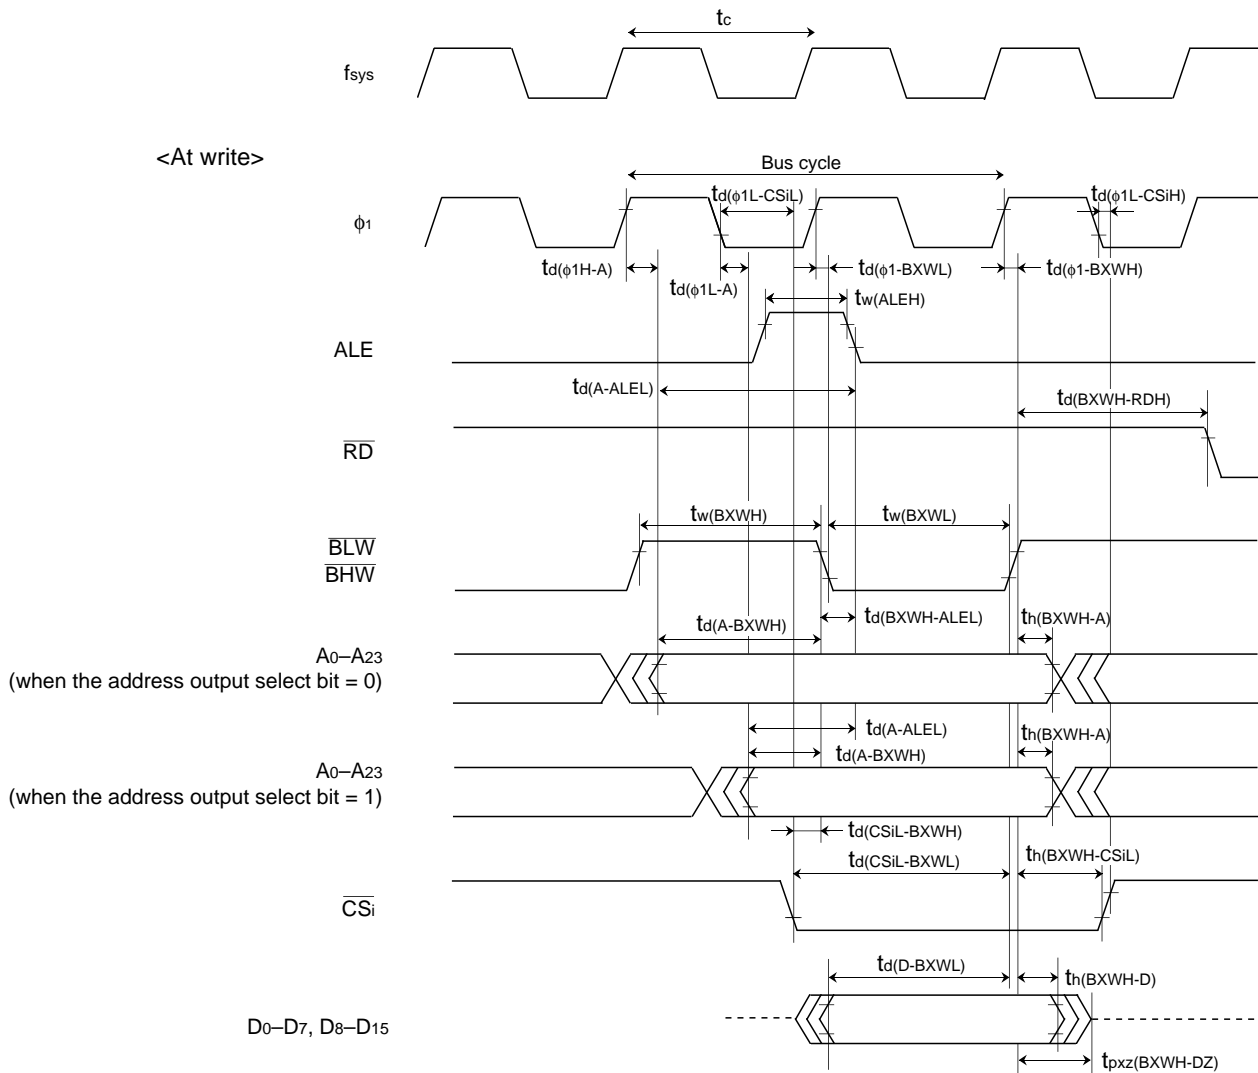 tc
fsys
<At write>
Bus cycle
td(ϕ1L-CSiL)
td(ϕ1L-CSiH)
ϕ1
td(ϕ1H-A)
td(ϕ1-BXWL)
td(ϕ1-BXWH)
td(ϕ1L-A)
tw(ALEH)
ALE
td(A-ALEL)
td(BXWH-RDH)
RD
tw(BXWH)
tw(BXWL)
BLW
BHW
td(BXWH-ALEL)
th(BXWH-A)
td(A-BXWH)
A0–A23
(when the address output select bit = 0)
td(A-ALEL)
th(BXWH-A)
td(A-BXWH)
A0–A23
(when the address output select bit = 1)
td(CSiL-BXWH)
td(CSiL-BXWL)
th(BXWH-CSiL)
CSi
td(D-BXWL)
th(BXWH-D)
D0–D7, D8–D15
tpxz(BXWH-DZ)